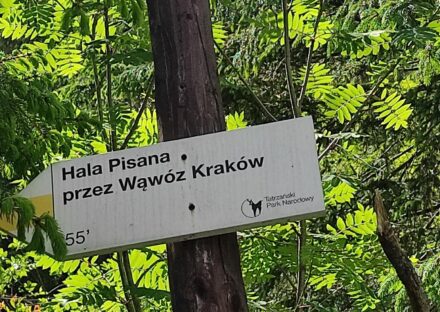 Hala Pisana
przez Wąwóz Kraków
55'
Tatrzański
Park Narodowy